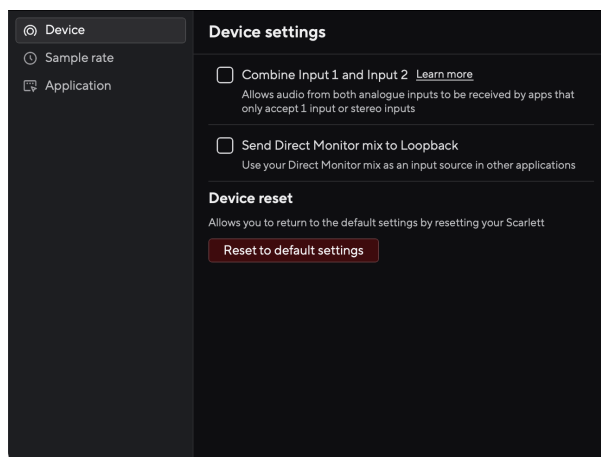 Device
Sample rate
Application
Device settings
Combine Input 1 and Input 2 Learn more
Allows audio from both analogue inputs to be received by apps that
only accept 1 input or stereo inputs
Send Direct Monitor mix to Loopback
Use your Direct Monitor mix as an input source in other applications
Device reset
Allows you to return to the default settings by resetting your Scarlett
Reset to default settings